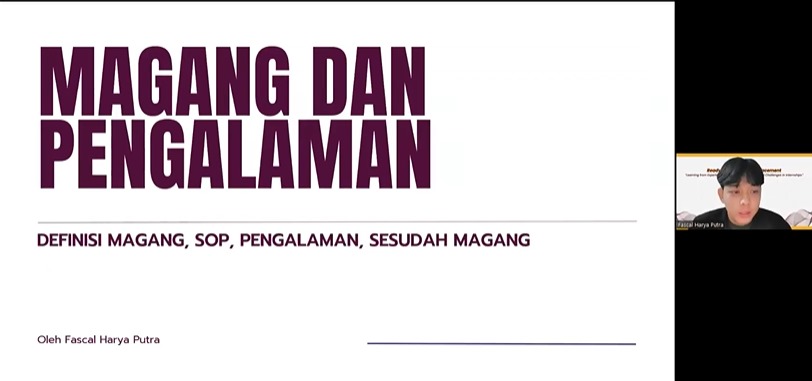 MAGANG DAN
PENGALAMAN
DEFINISI MAGANG, SOP, PENGALAMAN, SESUDAH MAGANG
Oleh Fascal Harya Putra
Fascal Harya Putra